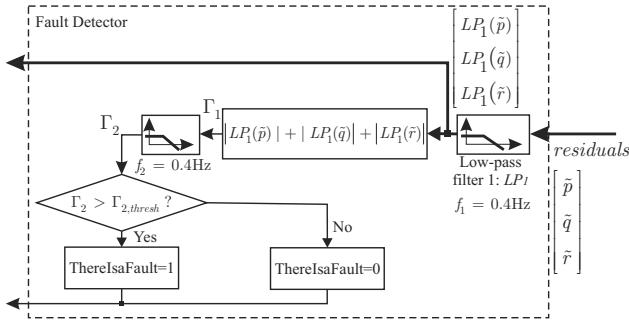 Fault Detector
[LP₁(p̃)
LP₁(q̃)
LP₁(r̃)]
Γ₂
Γ₁
|LP₁(p̃)| + |LP₁(q̃)| + |LP₁(r̃)|
f₂ = 0.4Hz
Low-pass
filter 1: LP₁
f₁ = 0.4Hz
residuals
[p̃
q̃
r̃]
Γ₂ > Γ₂,thresh ?
No
Yes
ThereIsaFault=1
ThereIsaFault=0